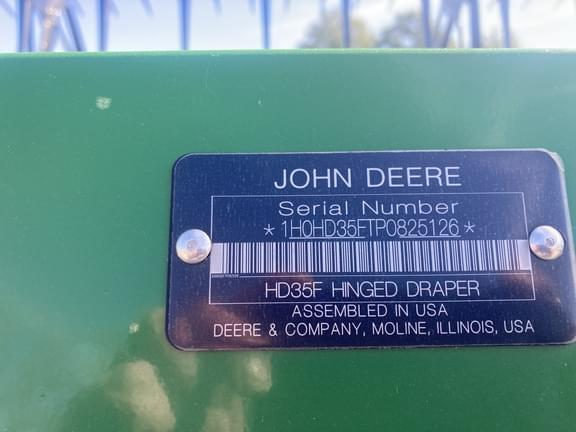 JOHN DEERE
Serial Number
*1H0HD35FTP0825126*
HD35F HINGED DRAPER
ASSEMBLED IN USA
DEERE & COMPANY, MOLINE, ILLINOIS, USA